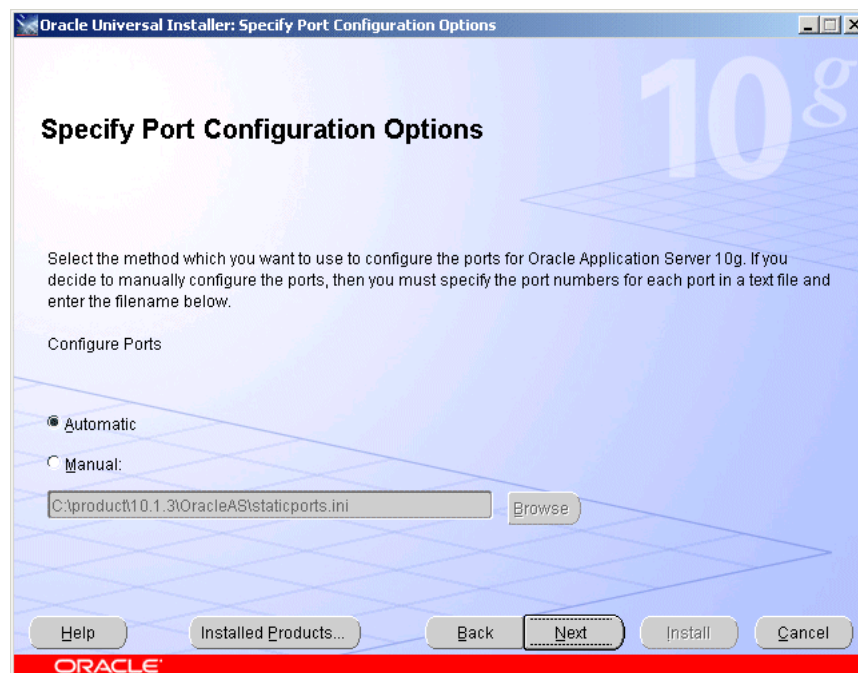 Oracle Universal Installer: Specify Port Configuration Options
10g
Specify Port Configuration Options
Select the method which you want to use to configure the ports for Oracle Application Server 10g. If you
decide to manually configure the ports, then you must specify the port numbers for each port in a text file and
enter the filename below.
Configure Ports
Automatic
Manual:
C:\product\10.1.3\OracleAS\staticports.ini
Browse
Help
Installed Products...
Back
Next
Install
Cancel
ORACLE